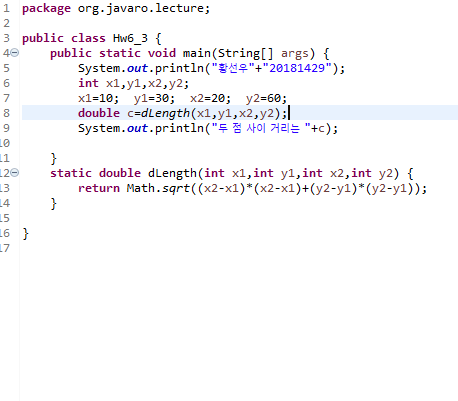 1 package org.javaro.lecture;
2
3 public class Hw6_3 {
4     public static void main(String[] args) {
5         System.out.println("황선우"+"20181429");
6         int x1,y1,x2,y2;
7         x1=10;  y1=30;  x2=20;  y2=60;
8         double c=dLength(x1,y1,x2,y2);
9         System.out.println("두 점 사이 거리는 "+c);
10
11     }
12     static double dLength(int x1,int y1,int x2,int y2) {
13         return Math.sqrt((x2-x1)*(x2-x1)+(y2-y1)*(y2-y1));
14     }
15
16 }
17